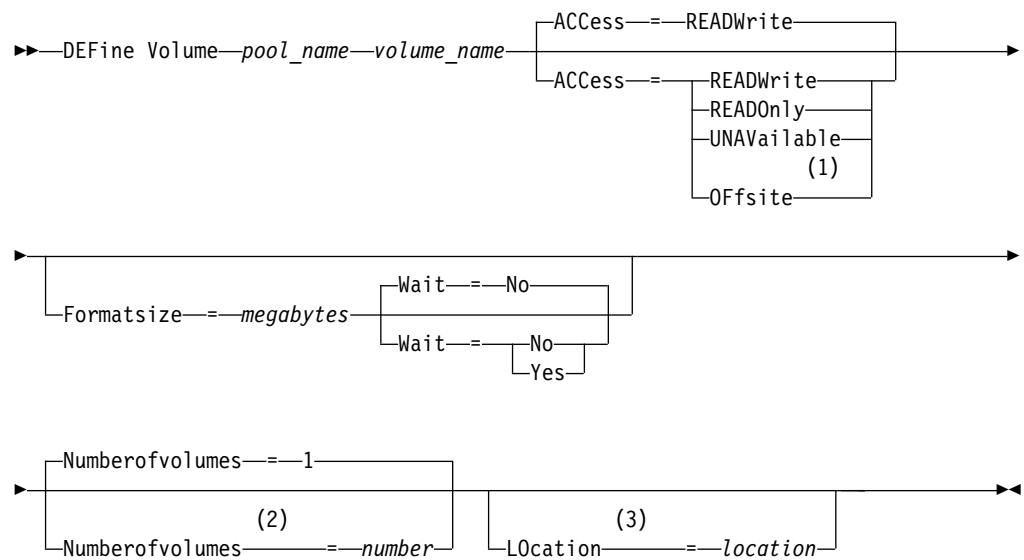 ACCess = READWrite
DEFine Volume pool_name volume_name
ACCess = READWrite
READOnly
UNAVailable
(1)
OFfsite
Formatsize = megabytes
Wait = No
Wait = No
Yes
Numberofvolumes = 1
(2)
Numberofvolumes = number
(3)
LOcation = location